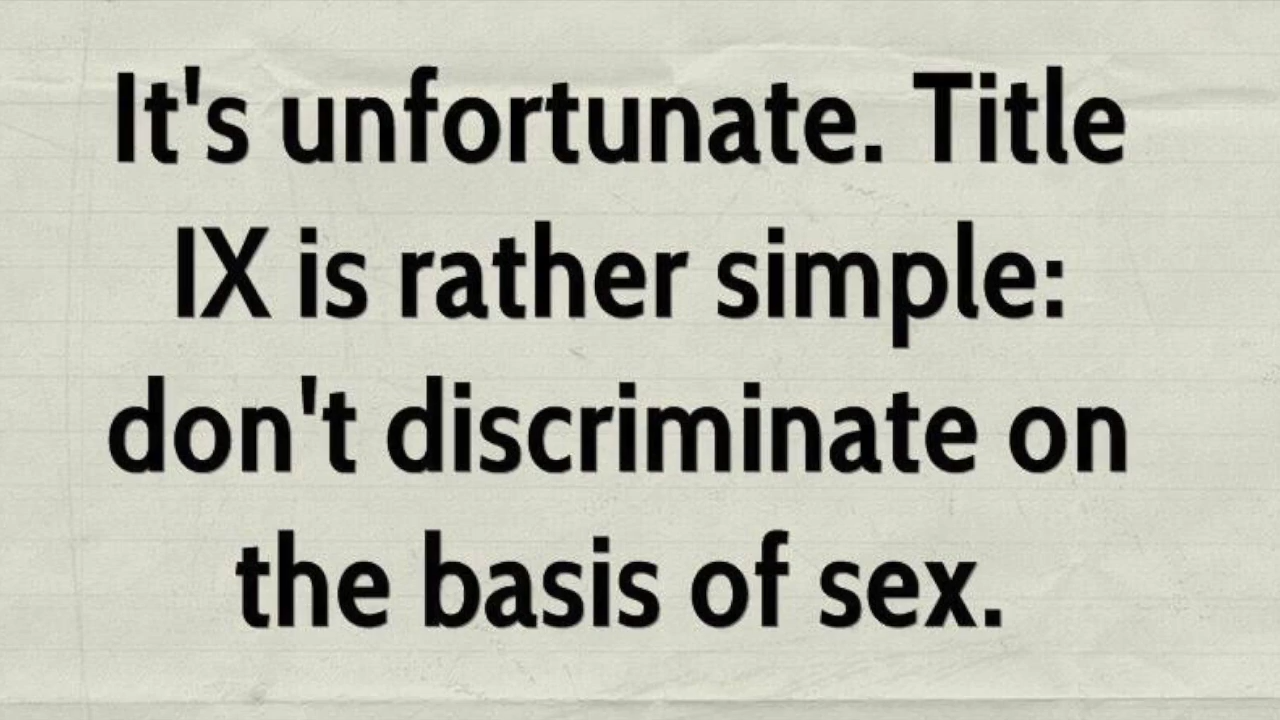 It's unfortunate. Title
IX is rather simple:
don't discriminate on
the basis of sex.